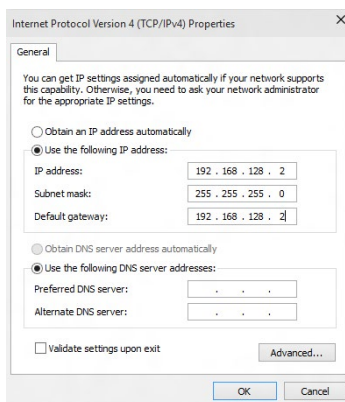 Internet Protocol Version 4 (TCP/IPv4) Properties
General
You can get IP settings assigned automatically if your network supports
this capability. Otherwise, you need to ask your network administrator
for the appropriate IP settings.
Obtain an IP address automatically
Use the following IP address:
IP address: 192 . 168 . 128 . 2
Subnet mask: 255 . 255 . 255 . 0
Default gateway: 192 . 168 . 128 . 2
Obtain DNS server address automatically
Use the following DNS server addresses:
Preferred DNS server: . . .
Alternate DNS server: . . .
Validate settings upon exit
Advanced...
OK Cancel